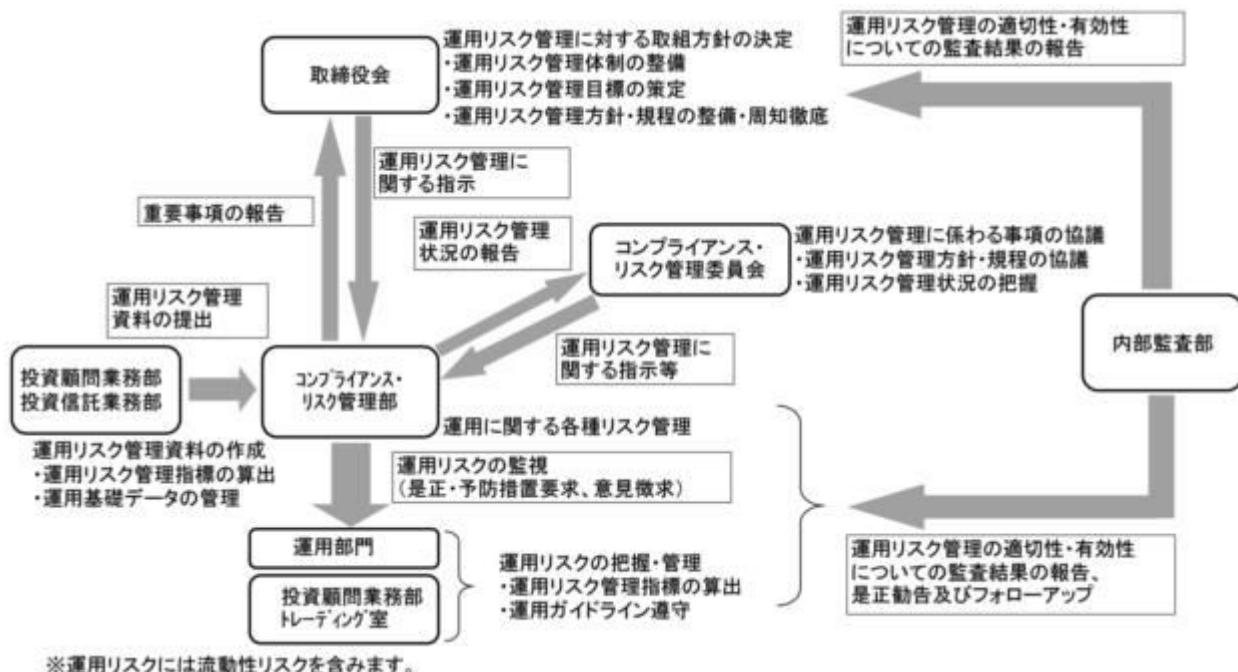 取締役会
運用リスク管理に対する取組方針の決定
・運用リスク管理体制の整備
・運用リスク管理目標の策定
・運用リスク管理方針・規程の整備・周知徹底
運用リスク管理の適切性・有効性
についての監査結果の報告
運用リスク管理に
関する指示
重要事項の報告
運用リスク管理
状況の報告
コンプライアンス・
リスク管理委員会
運用リスク管理に係わる事項の協議
・運用リスク管理方針・規程の協議
・運用リスク管理状況の把握
運用リスク管理
資料の提出
運用リスク管理に
関する指示等
内部監査部
投資顧問業務部
投資信託業務部
コンプライアンス・
リスク管理部
運用リスク管理資料の作成
・運用リスク管理指標の算出
・運用基礎データの管理
運用に関する各種リスク管理
運用リスクの監視
（是正・予防措置要求、意見徴求）
運用部門
投資顧問業務部
トレーディング室
運用リスクの把握・管理
・運用リスク管理指標の算出
・運用ガイドライン遵守
運用リスク管理の適切性・有効性
についての監査結果の報告、
是正勧告及びフォローアップ
※運用リスクには流動性リスクを含みます。